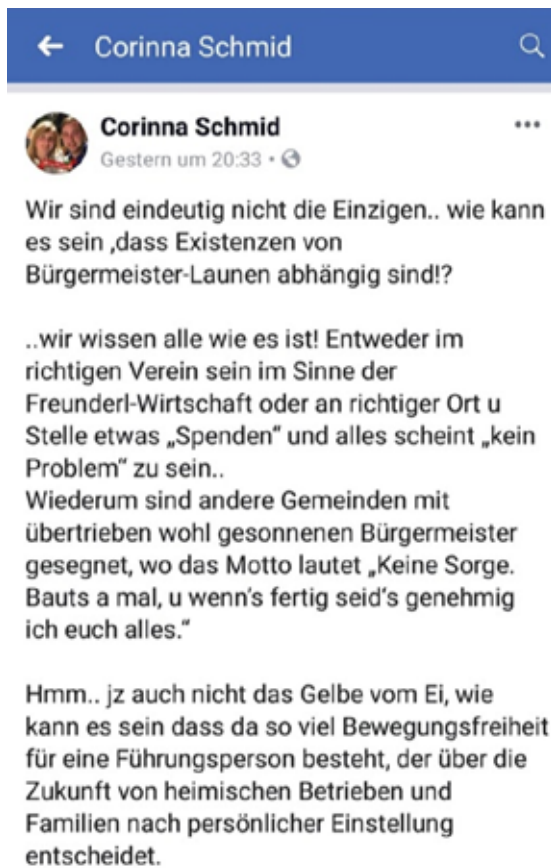 Corinna Schmid
Corinna Schmid
Gestern um 20:33 •
Wir sind eindeutig nicht die Einzigen.. wie kann
es sein ,dass Existenzen von
Bürgermeister-Launen abhängig sind!?
..wir wissen alle wie es ist! Entweder im
richtigen Verein sein im Sinne der
Freunderl-Wirtschaft oder an richtiger Ort u
Stelle etwas „Spenden“ und alles scheint „kein
Problem“ zu sein..
Wiederum sind andere Gemeinden mit
übertrieben wohl gesonnenen Bürgermeister
gesegnet, wo das Motto lautet „Keine Sorge.
Bauts a mal, u wenn's fertig seid's genehmig
ich euch alles.“
Hmm.. jz auch nicht das Gelbe vom Ei, wie
kann es sein dass da so viel Bewegungsfreiheit
für eine Führungsperson besteht, der über die
Zukunft von heimischen Betrieben und
Familien nach persönlicher Einstellung
entscheidet.